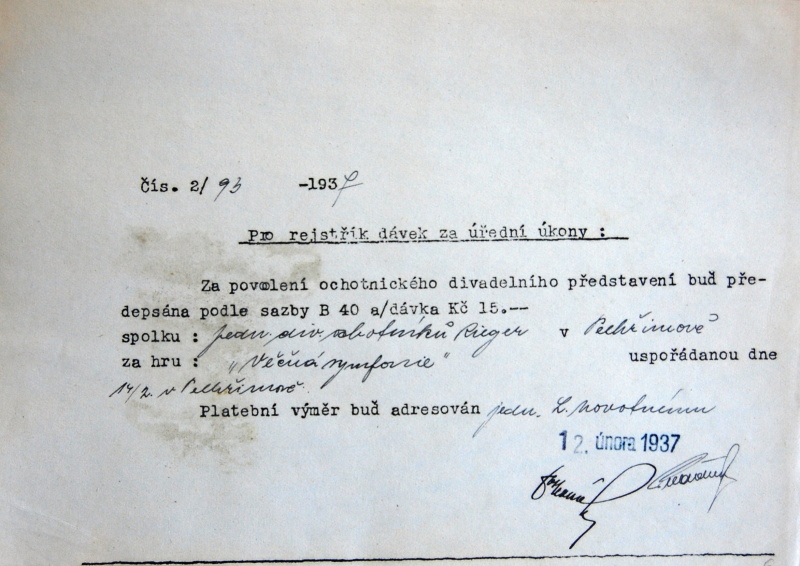 čís. 2/93 -1937
Pro rejstřík dávek za úřední úkony :
Za povolení ochotnického divadelního představení buď pře-
depsána podle sazby B 40 a/dávka Kč 15.--
spolku : jedn. div. ochotníků Rieger v Pelhřimově
za hru : "Věčná symfonie" uspořádanou dne
14/2. v Pelhřimově.
Platební výměr buď adresován jedn. L. Novotnému
12. února 1937